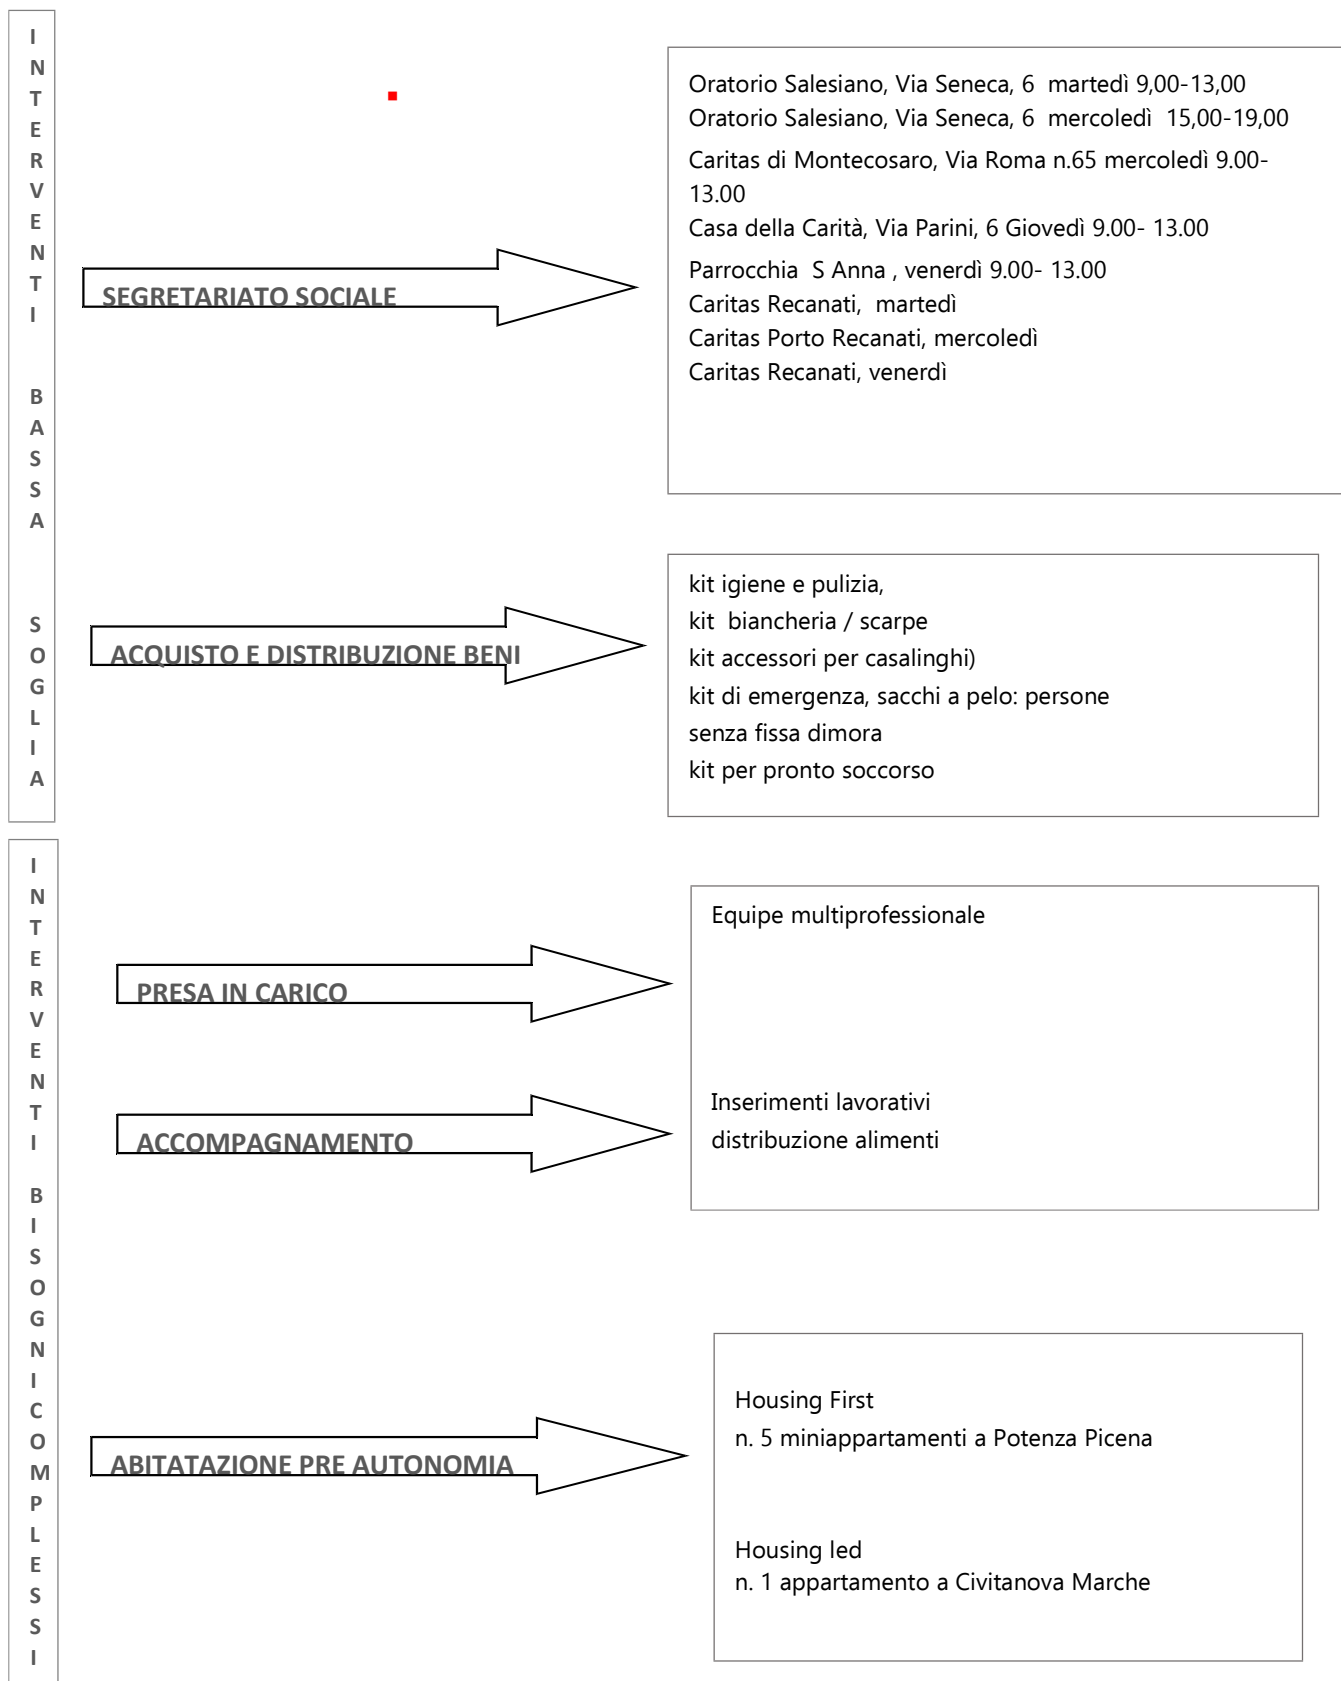 INTERVENTI BASSA SOGLIA
SEGRETARIATO SOCIALE
Oratorio Salesiano, Via Seneca, 6  martedì 9,00-13,00
Oratorio Salesiano, Via Seneca, 6  mercoledì  15,00-19,00
Caritas di Montecosaro, Via Roma n.65 mercoledì 9.00-
13.00
Casa della Carità, Via Parini, 6 Giovedì 9.00- 13.00
Parrocchia  S Anna , venerdì 9.00- 13.00
Caritas Recanati,  martedì
Caritas Porto Recanati, mercoledì
Caritas Recanati, venerdì
ACQUISTO E DISTRIBUZIONE BENI
kit igiene e pulizia,
kit  biancheria / scarpe
kit accessori per casalinghi)
kit di emergenza, sacchi a pelo: persone
senza fissa dimora
kit per pronto soccorso
INTERVENTI BISOGNICOMPLESSI
PRESA IN CARICO
Equipe multiprofessionale
ACCOMPAGNAMENTO
Inserimenti lavorativi
distribuzione alimenti
ABITATAZIONE PRE AUTONOMIA
Housing First
n. 5 miniappartamenti a Potenza Picena
Housing led
n. 1 appartamento a Civitanova Marche